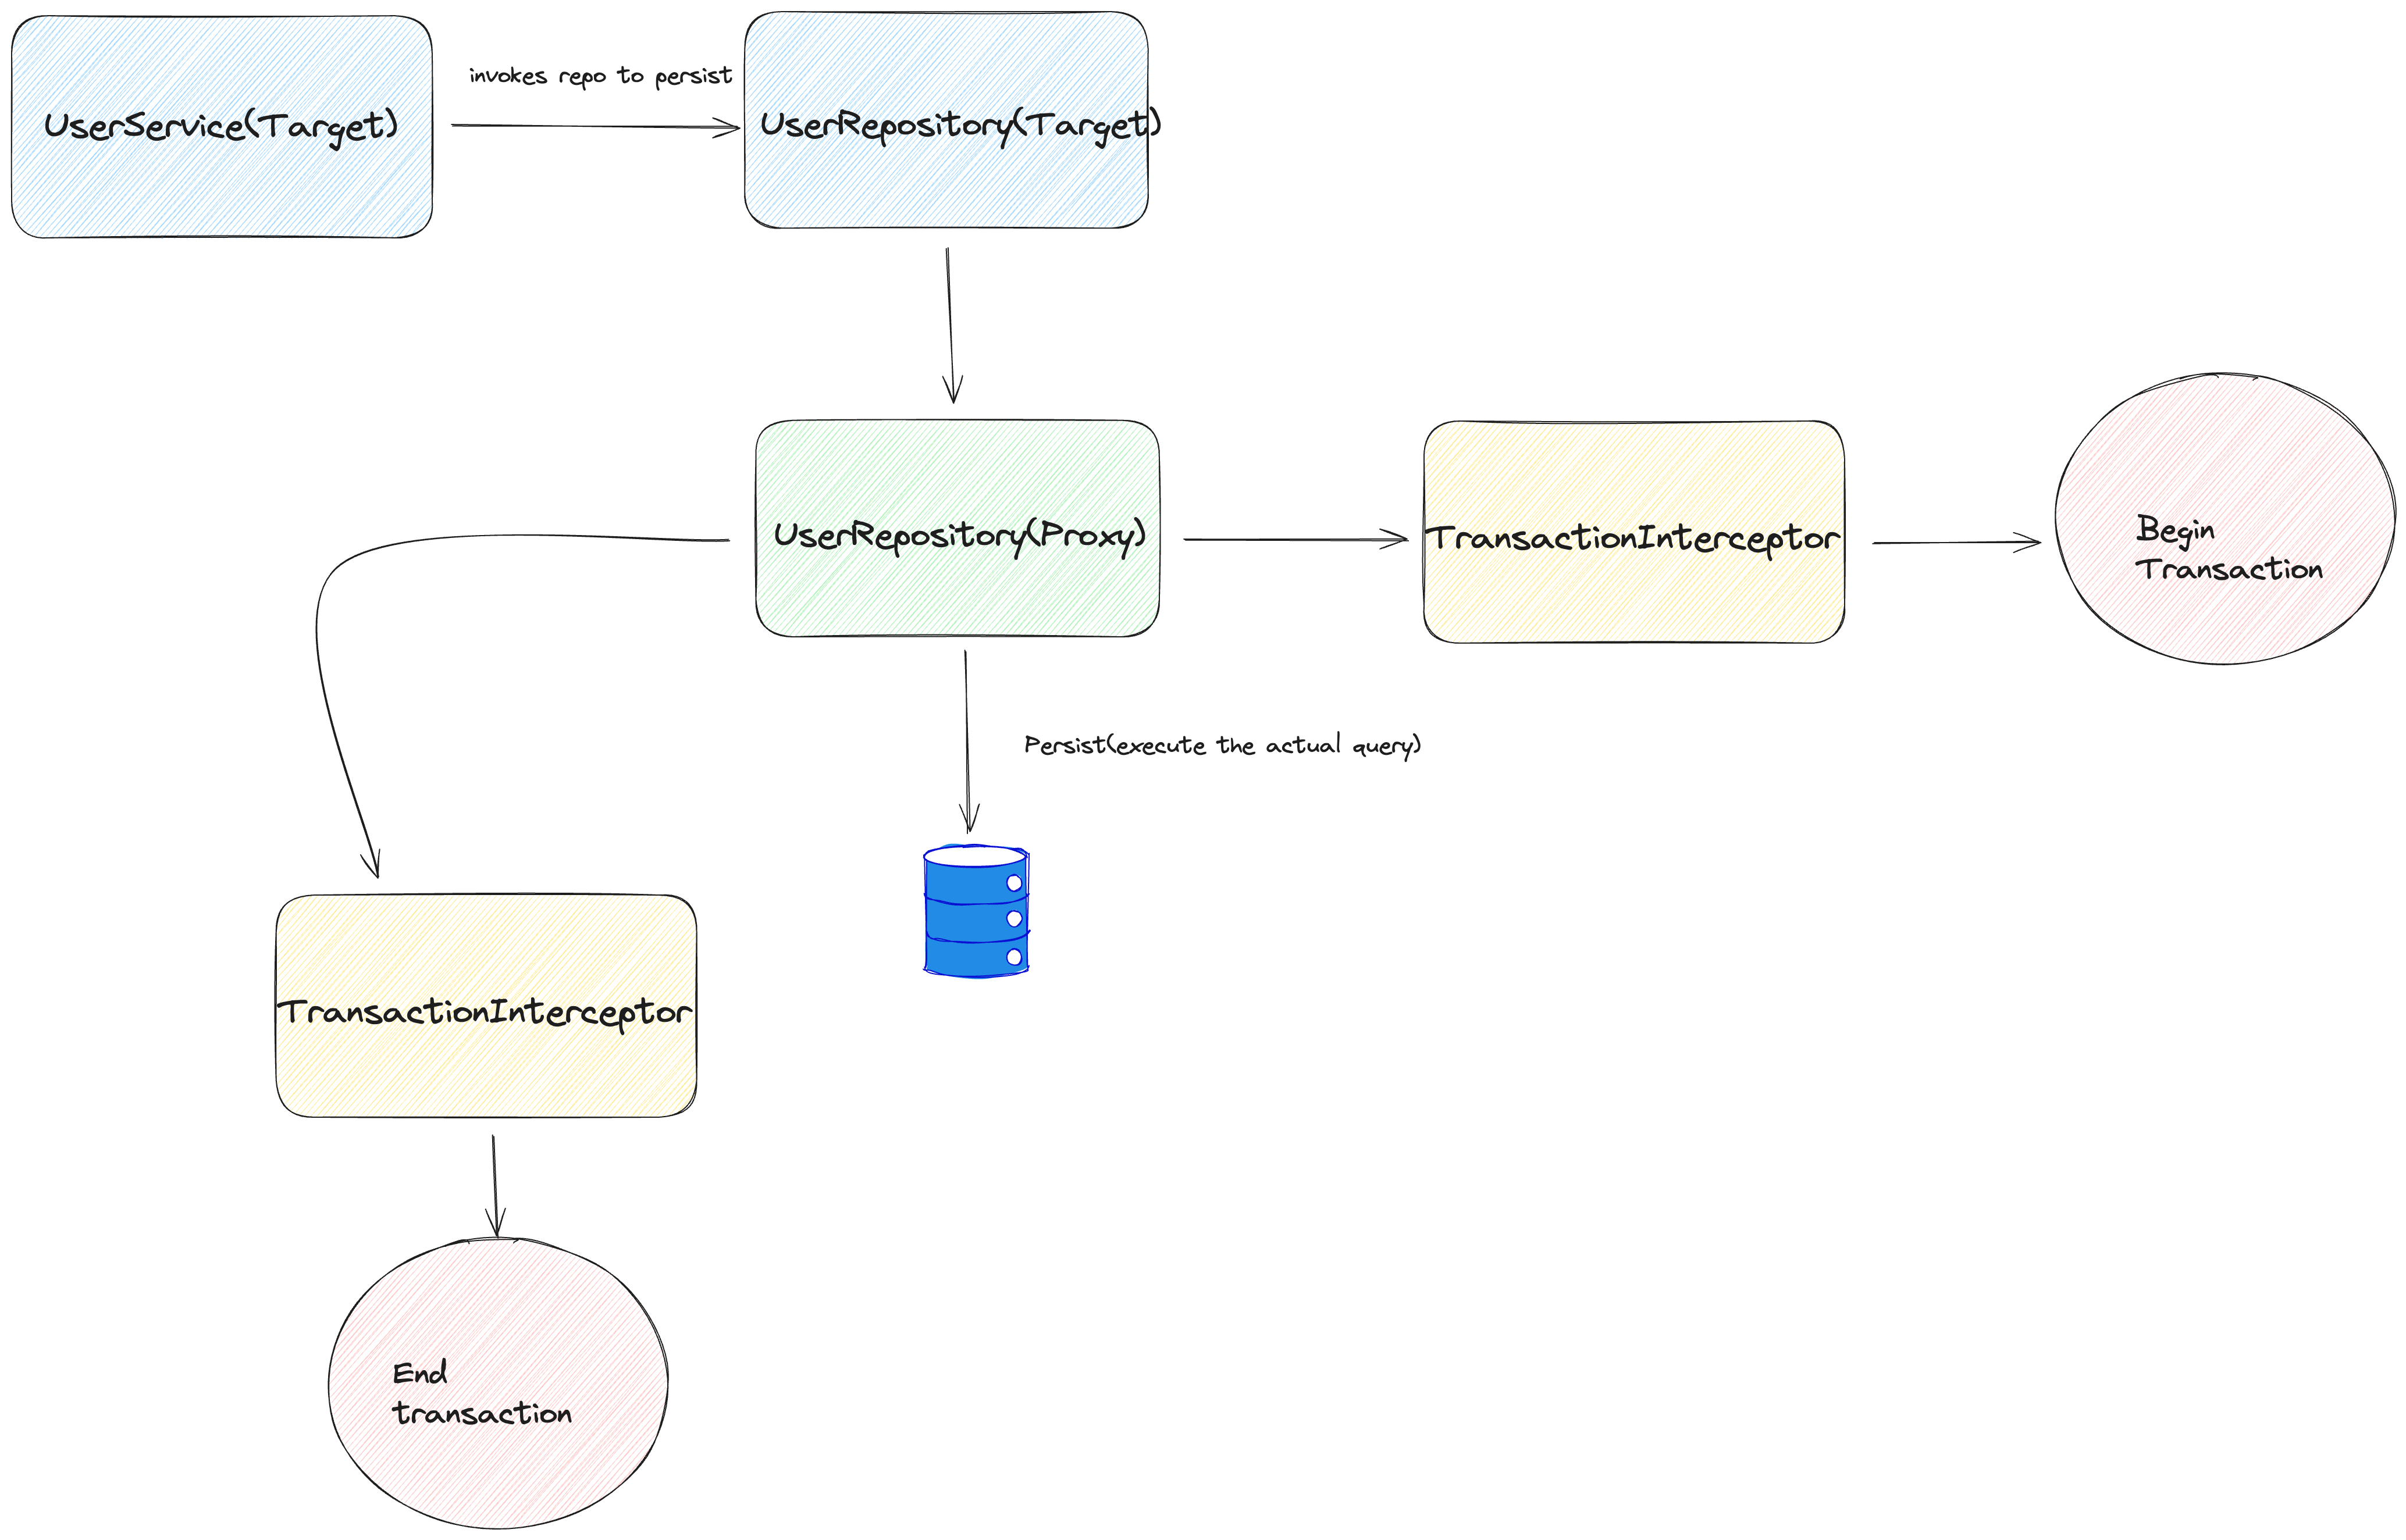 invokes repo to persist
UserService(Target)
UserRepository(Target)
UserRepository(Proxy)
TransactionInterceptor
Begin
Transaction
Persist(execute the actual query)
TransactionInterceptor
End
transaction